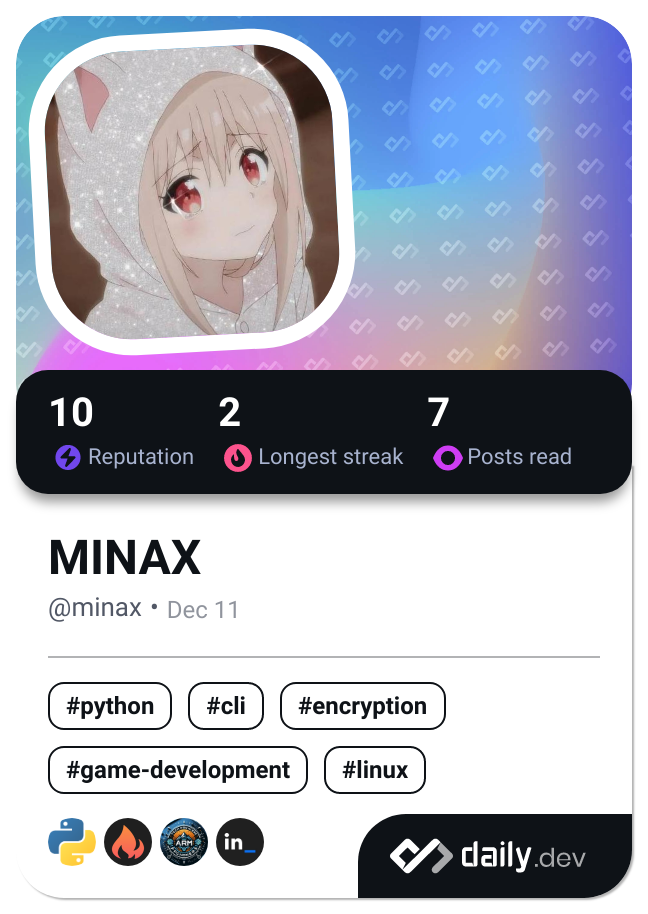 10 2 7
Reputation Longest streak Posts read
MINAX
@minax • Dec 11
#python #cli #encryption
#game-development #linux
ARM in_
daily.dev